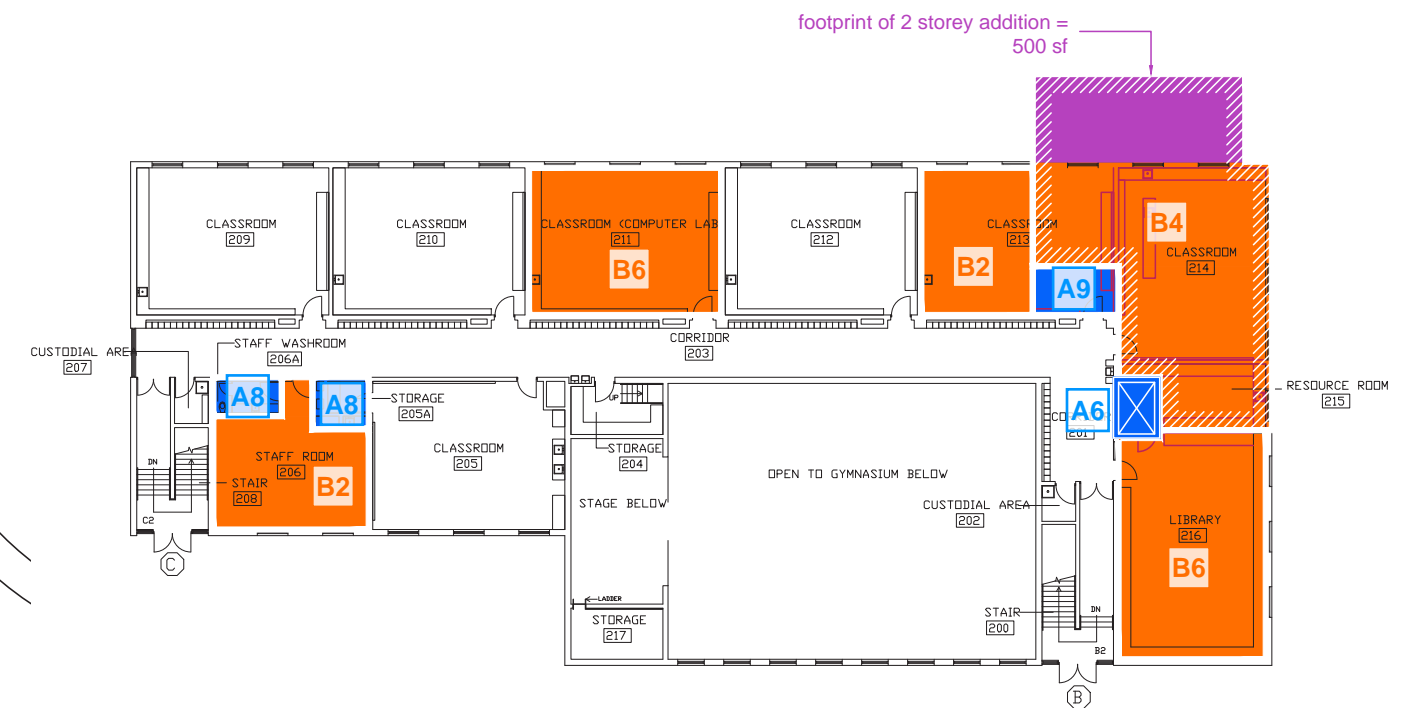 footprint of 2 storey addition =
500 sf
CLASSROOM
209
CLASSROOM
210
CLASSROOM (COMPUTER LAB
211
B6
CLASSROOM
212
CLASSROOM
213
B2
B4
CLASSROOM
214
A9
CUSTODIAL AREA
207
STAFF WASHROOM
206A
CORRIDOR
203
A8
A8
STORAGE
205A
UP
A6
201
RESOURCE ROOM
215
STAFF ROOM
206
B2
CLASSROOM
205
STORAGE
204
DN
STAIR
208
C2
C
STAGE BELOW
OPEN TO GYMNASIUM BELOW
CUSTODIAL AREA
202
LIBRARY
216
B6
LADDER
STORAGE
217
STAIR
200
DN
B2
B